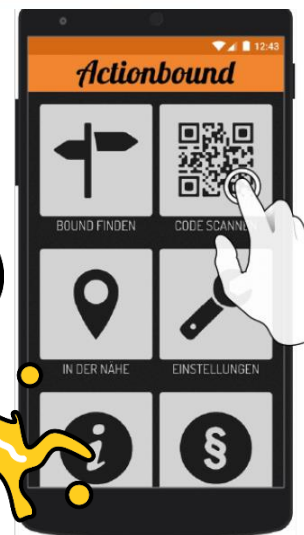 12:43
Actionbound
BOUND FINDEN CODE SCANNEN
IN DER NÄHE EINSTELLUNGEN
i §